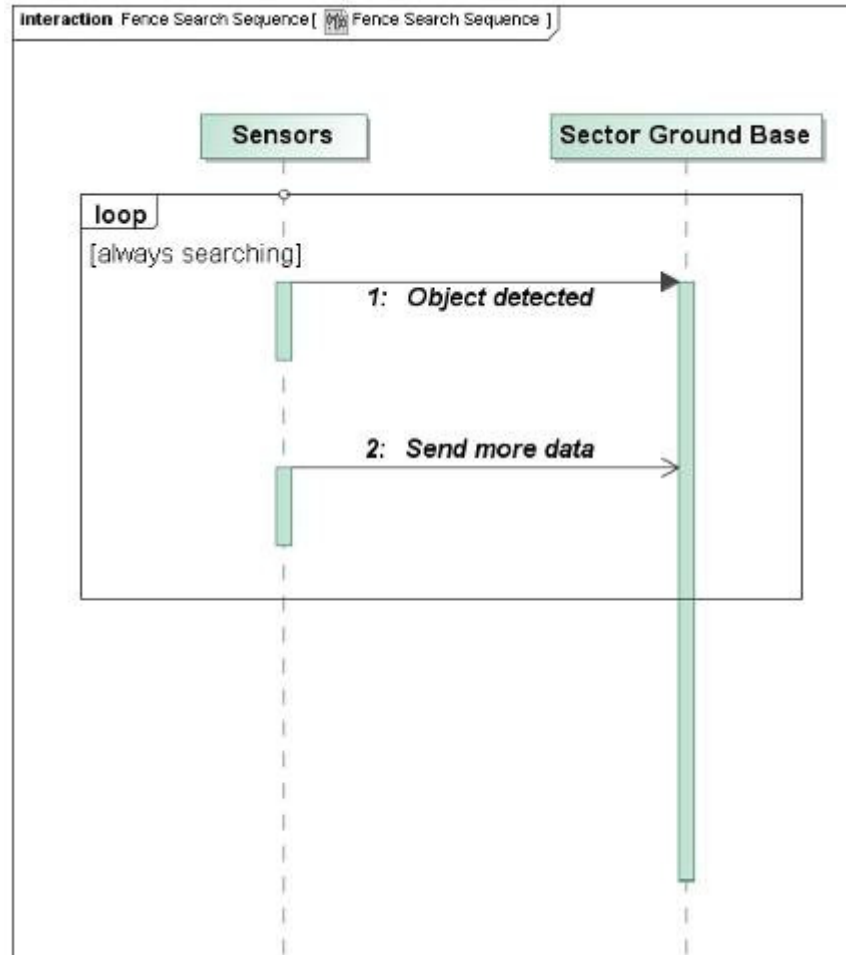 interaction Fence Search Sequence[ Fence Search Sequence ]
Sensors
Sector Ground Base
loop
[always searching]
1: Object detected
2: Send more data